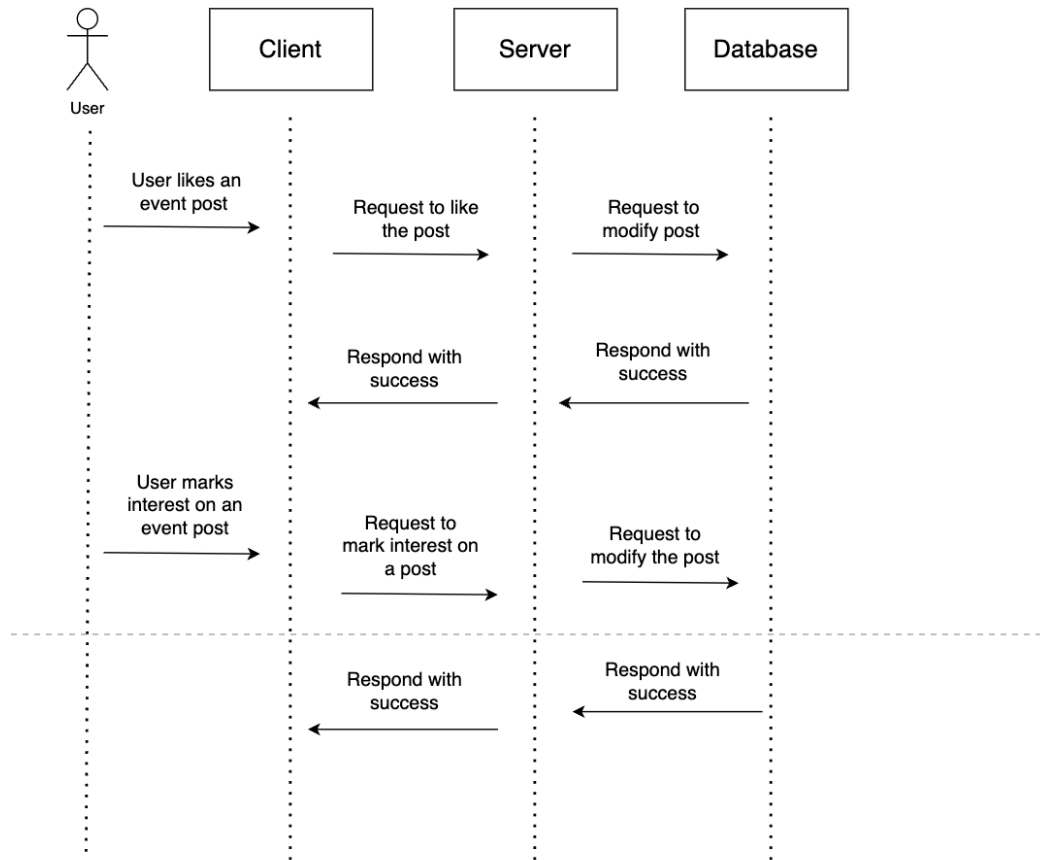 User
Client
Server
Database
User likes an
event post
Request to like
the post
Request to
modify post
Respond with
success
Respond with
success
User marks
interest on an
event post
Request to
mark interest on
a post
Request to
modify the post
Respond with
success
Respond with
success